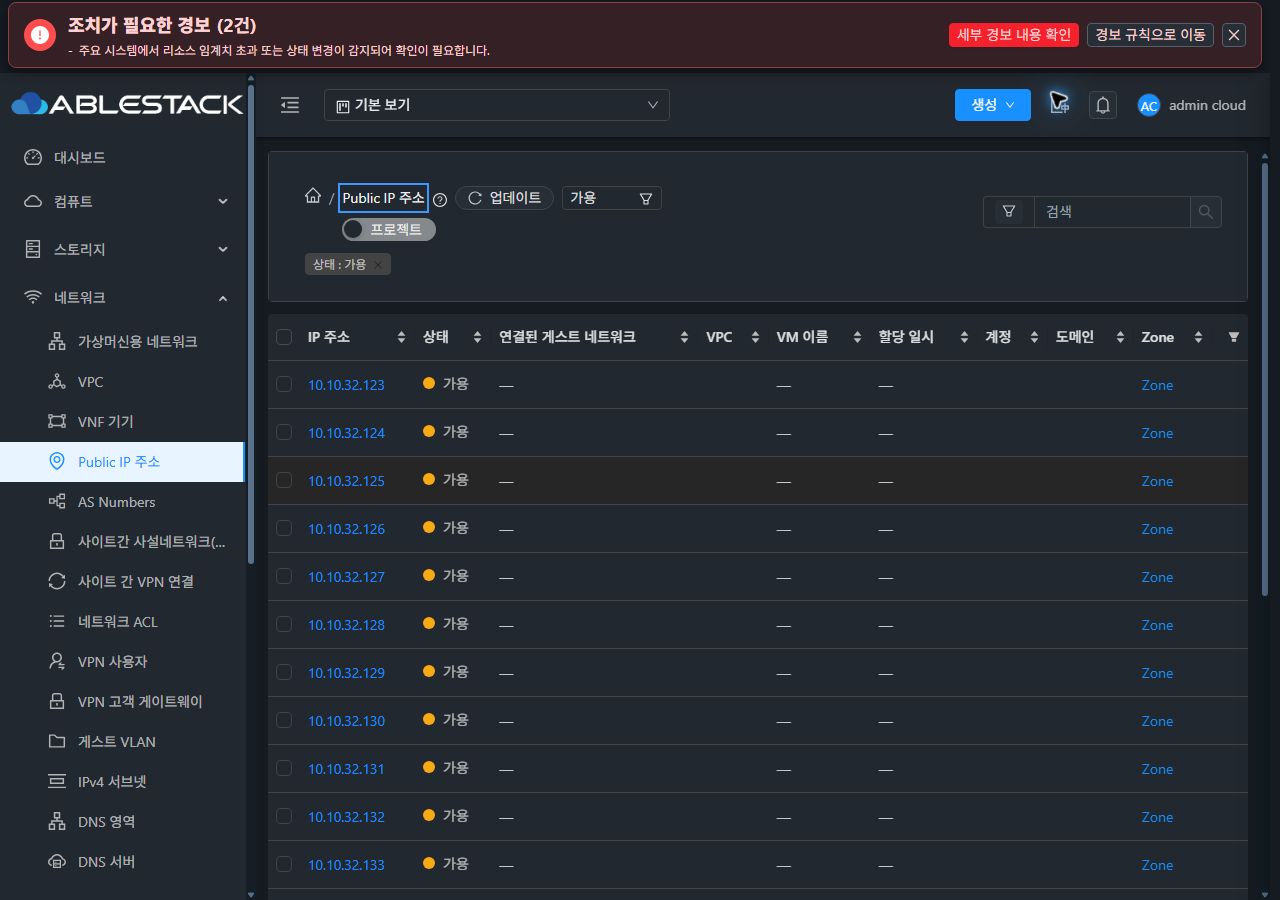 조치가 필요한 경보 (2건)
- 주요 시스템에서 리소스 임계치 초과 또는 상태 변경이 감지되어 확인이 필요합니다.
세부 경보 내용 확인
경보 규칙으로 이동
ABLESTACK
기본 보기
생성
AC
admin cloud
대시보드
컴퓨트
스토리지
네트워크
가상머신용 네트워크
VPC
VNF 기기
Public IP 주소
AS Numbers
사이트간 사설네트워크(...
사이트 간 VPN 연결
네트워크 ACL
VPN 사용자
VPN 고객 게이트웨이
게스트 VLAN
IPv4 서브넷
DNS 영역
DNS 서버
/ Public IP 주소
업데이트
가용
프로젝트
검색
상태 : 가용
IP 주소 상태 연결된 게스트 네트워크 VPC VM 이름 할당 일시 계정 도메인 Zone
10.10.32.123 가용 — — — Zone
10.10.32.124 가용 — — — Zone
10.10.32.125 가용 — — — Zone
10.10.32.126 가용 — — — Zone
10.10.32.127 가용 — — — Zone
10.10.32.128 가용 — — — Zone
10.10.32.129 가용 — — — Zone
10.10.32.130 가용 — — — Zone
10.10.32.131 가용 — — — Zone
10.10.32.132 가용 — — — Zone
10.10.32.133 가용 — — — Zone